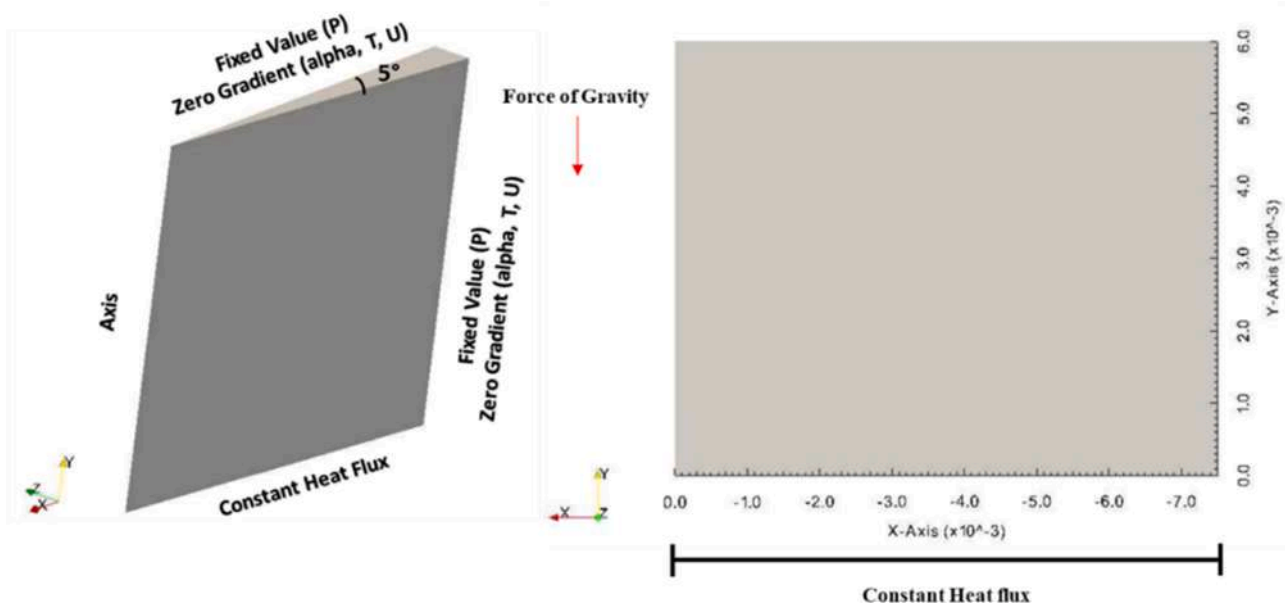 Fixed Value (P)
Zero Gradient (alpha, T, U)
5°
Axis
Fixed Value (P)
Zero Gradient (alpha, T, U)
Constant Heat Flux
Y
Z
X
Force of Gravity
6.0
5.0
4.0
3.0
2.0
1.0
0.0
Y-Axis (x10^-3)
Y
X
Z
0.0 -1.0 -2.0 -3.0 -4.0 -5.0 -6.0 -7.0
X-Axis (x10^-3)
Constant Heat flux